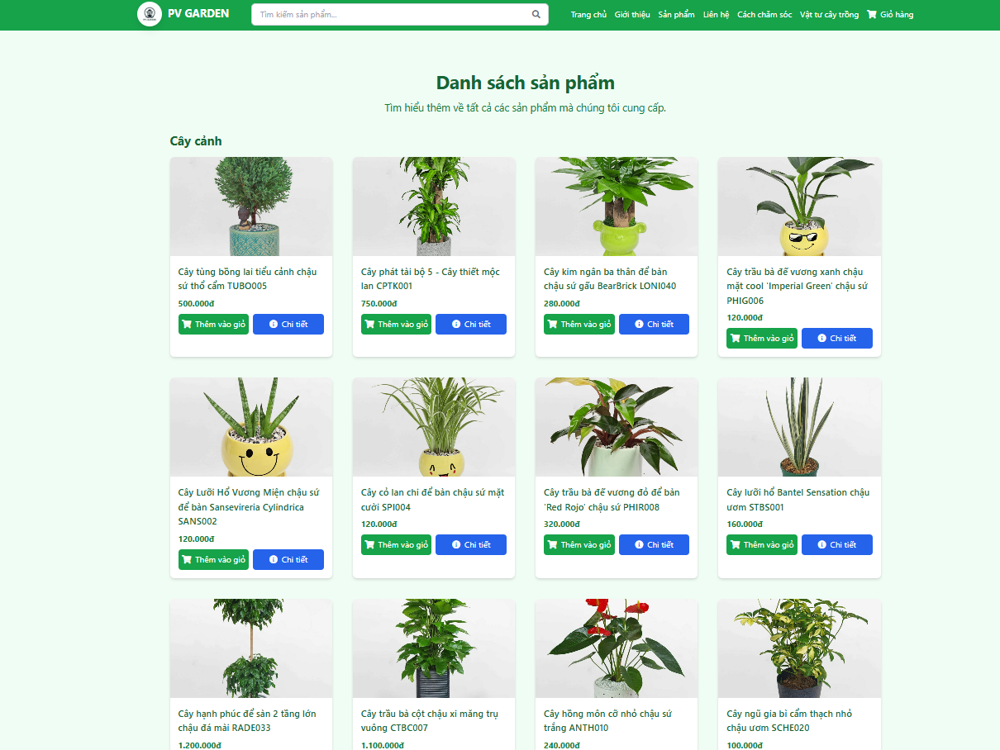 PV GARDEN
Tìm kiếm sản phẩm...
Trang chủ Giới thiệu Sản phẩm Liên hệ Cách chăm sóc Vật tư cây trồng Giỏ hàng
Danh sách sản phẩm
Tìm hiểu thêm về tất cả các sản phẩm mà chúng tôi cung cấp.
Cây cảnh
Cây tùng bồng lai tiểu cảnh chậu
sứ thổ cẩm TUBO005
500.000đ
Thêm vào giỏ Chi tiết
Cây phát tài bộ 5 - Cây thiết mộc
lan CPTK001
750.000đ
Thêm vào giỏ Chi tiết
Cây kim ngân ba thân để bàn
chậu sứ gấu BearBrick LONI040
280.000đ
Thêm vào giỏ Chi tiết
Cây trầu bà đế vương xanh chậu
mặt cool 'Imperial Green' chậu sứ
PHIG006
120.000đ
Thêm vào giỏ Chi tiết
Cây Lưỡi Hổ Vương Miện chậu sứ
để bàn Sansevireria Cylindrica
SANS002
120.000đ
Thêm vào giỏ Chi tiết
Cây cỏ lan chi để bàn chậu sứ mặt
cười SPI004
120.000đ
Thêm vào giỏ Chi tiết
Cây trầu bà đế vương đỏ để bàn
'Red Rojo' chậu sứ PHIR008
320.000đ
Thêm vào giỏ Chi tiết
Cây lưỡi hổ Bantel Sensation chậu
ươm STBS001
160.000đ
Thêm vào giỏ Chi tiết
Cây hạnh phúc để sàn 2 tầng lớn
chậu đá mài RADE033
1.200.000đ
Cây trầu bà cột chậu xi măng trụ
vuông CTBC007
1.100.000đ
Cây hồng môn cỡ nhỏ chậu sứ
trắng ANTH010
240.000đ
Cây ngũ gia bì cẩm thạch nhỏ
chậu ươm SCHE020
100.000đ